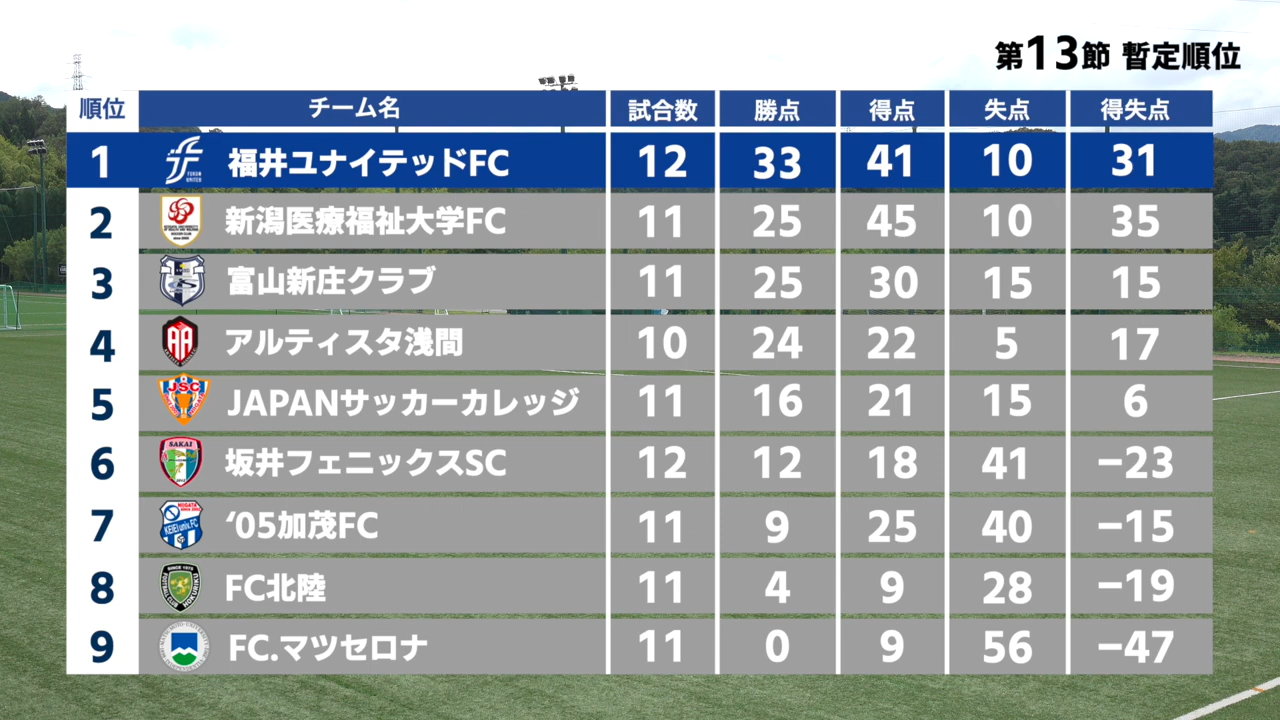 第13節 暫定順位
順位 チーム名 試合数 勝点 得点 失点 得失点
1 福井ユナイテッドFC 12 33 41 10 31
2 新潟医療福祉大学FC 11 25 45 10 35
3 富山新庄クラブ 11 25 30 15 15
4 アルティスタ浅間 10 24 22 5 17
5 JSC JAPANサッカーカレッジ 11 16 21 15 6
6 SAKAI 坂井フェニックスSC 12 12 18 41 −23
7 ‘05加茂FC 11 9 25 40 −15
8 FC北陸 11 4 9 28 −19
9 FC.マツセロナ 11 0 9 56 −47